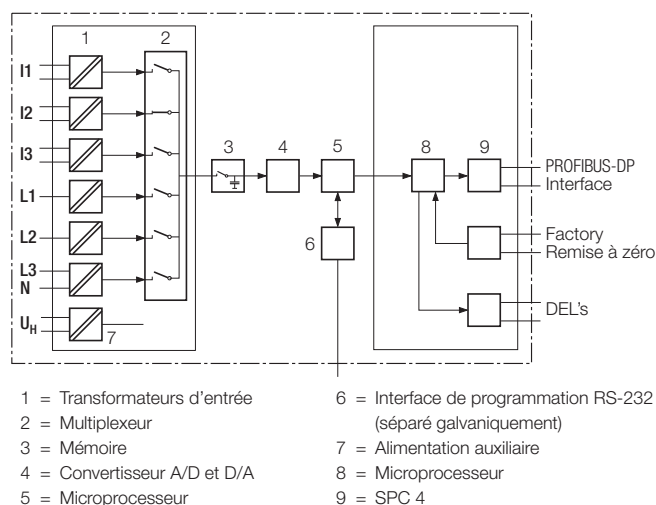 1
2
I1
I2
I3
L1
L2
L3
N
U_H
7
3
4
5
6
8
9
PROFIBUS-DP
Interface
Factory
Remise à zéro
DEL's
1 = Transformateurs d'entrée
2 = Multiplexeur
3 = Mémoire
4 = Convertisseur A/D et D/A
5 = Microprocesseur
6 = Interface de programmation RS-232
(séparé galvaniquement)
7 = Alimentation auxiliaire
8 = Microprocesseur
9 = SPC 4